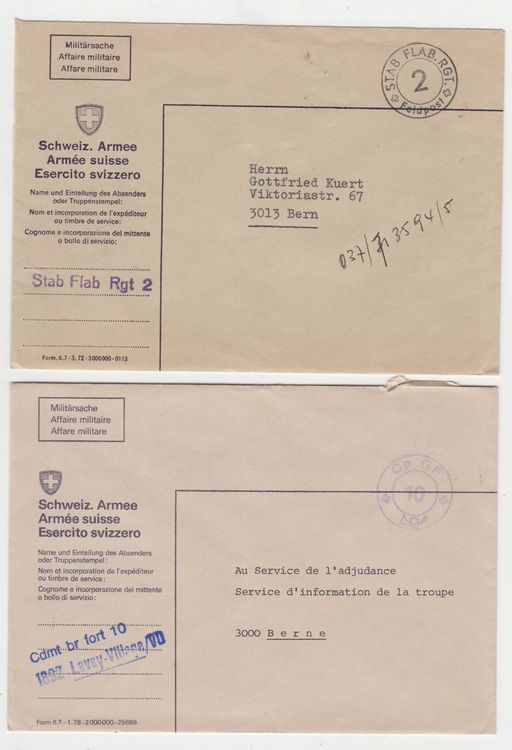 Militärsache
Affaire militaire
Affare militare
STAB FLAB. RGT.
2
Feldpost
Schweiz. Armee
Armée suisse
Esercito svizzero
Name und Einteilung des Absenders
oder Truppenstempel:
Nom et incorporation de l'expéditeur
ou timbre de service:
Cognome e incorporazione del mittente
o bollo di servizio:
Herrn
Gottfried Kuert
Viktoriastr. 67
3013 Bern
Stab Flab Rgt 2
Form. 6.7 - 3.72 - 3000000 - 0113
Militärsache
Affaire militaire
Affare militare
Cp GF
10
Schweiz. Armee
Armée suisse
Esercito svizzero
Name und Einteilung des Absenders
oder Truppenstempel:
Nom et incorporation de l'expéditeur
ou timbre de service:
Cognome e incorporazione del mittente
o bollo di servizio:
Au Service de l'adjudance
Service d'information de la troupe
3000 Berne
Cdmt br fort 10
1892 Lavey-Village/VD
Form. 6.7. - 1.78 - 2000000 - 25689